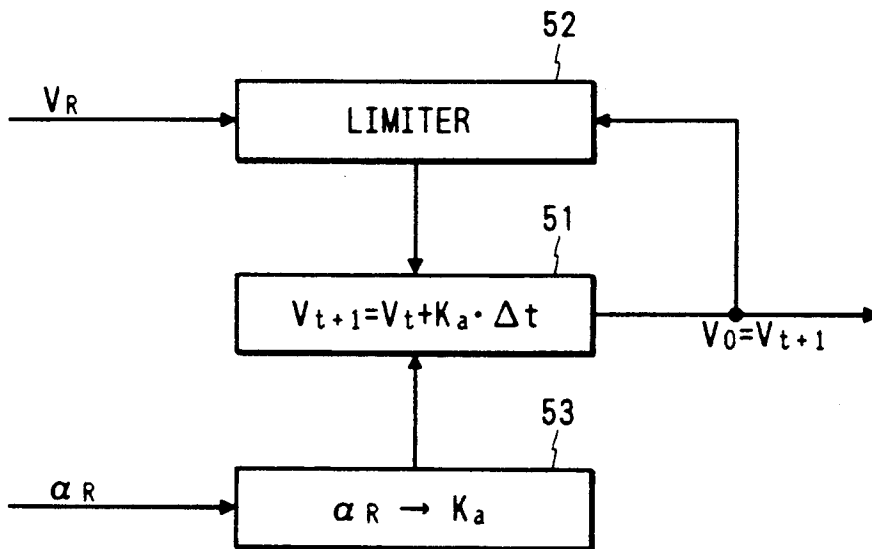 52
V_R
LIMITER
51
V_{t+1}=V_t+K_a・Δt
V_0=V_{t+1}
53
α_R
α_R → K_a